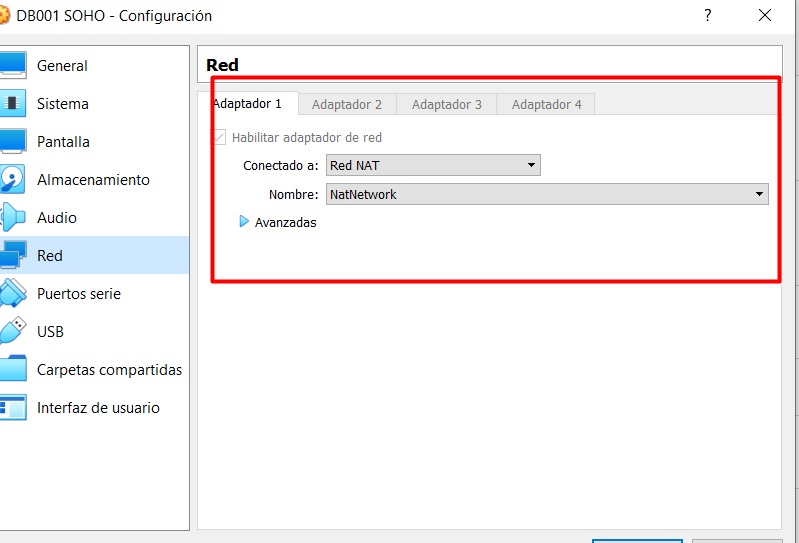 DB001 SOHO - Configuración
?
General
Sistema
Pantalla
Almacenamiento
Audio
Red
Puertos serie
USB
Carpetas compartidas
Interfaz de usuario
Red
Adaptador 1 Adaptador 2 Adaptador 3 Adaptador 4
Habilitar adaptador de red
Conectado a: Red NAT
Nombre: NatNetwork
Avanzadas